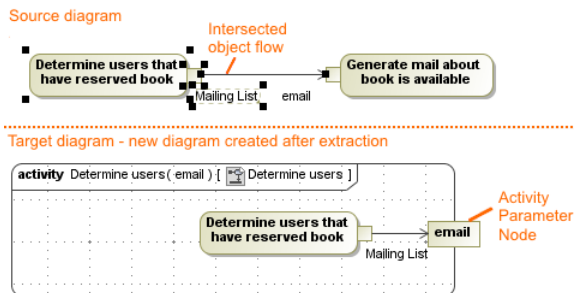 Source diagram
Intersected
object flow
Determine users that
have reserved book
Generate mail about
book is available
Mailing List
email
Target diagram - new diagram created after extraction
activity Determine users( email ) [ Determine users ]
Determine users that
have reserved book
Mailing List
email
Activity
Parameter
Node